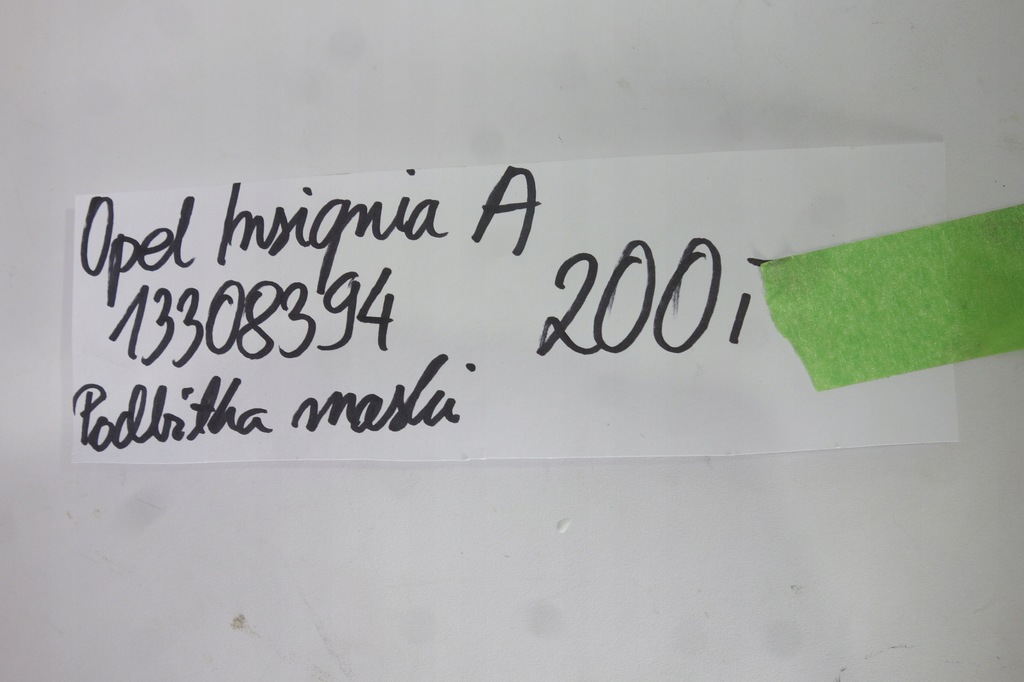 Opel Insignia A
13308394
200,-
Podbitka maski